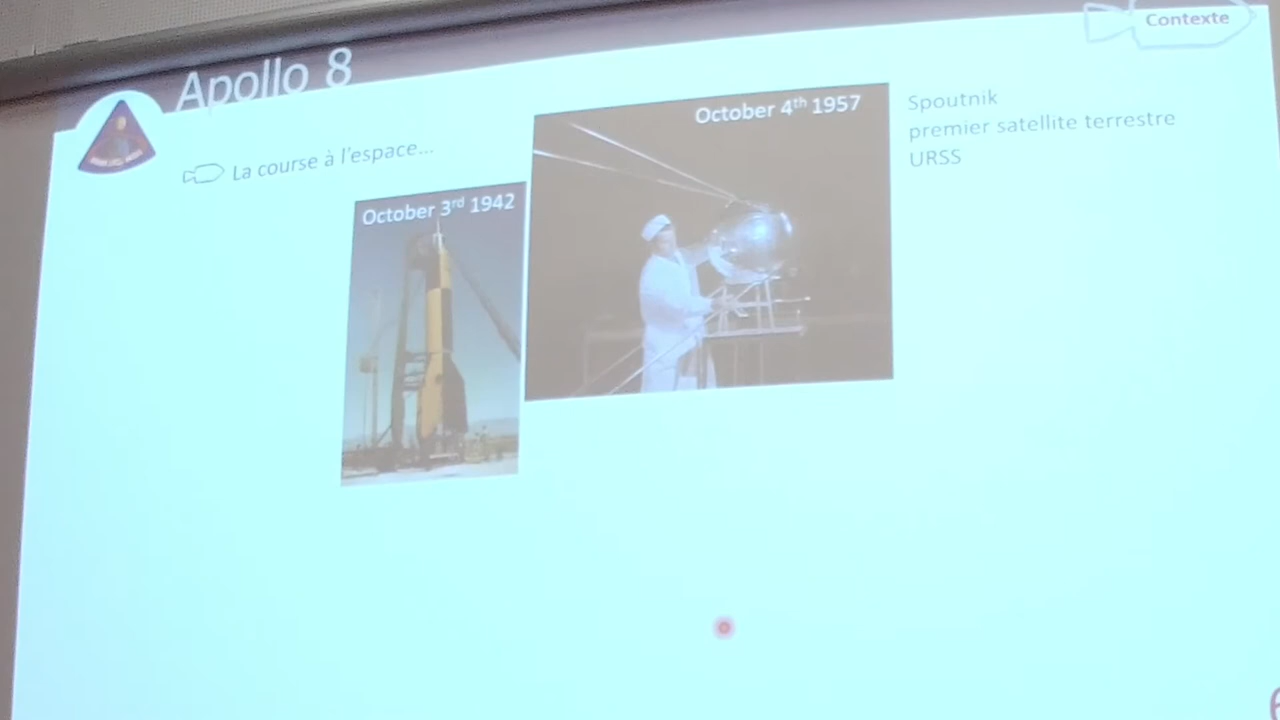 Contexte
Apollo 8
La course à l'espace...
October 3rd 1942
October 4th 1957
Spoutnik
premier satellite terrestre
URSS